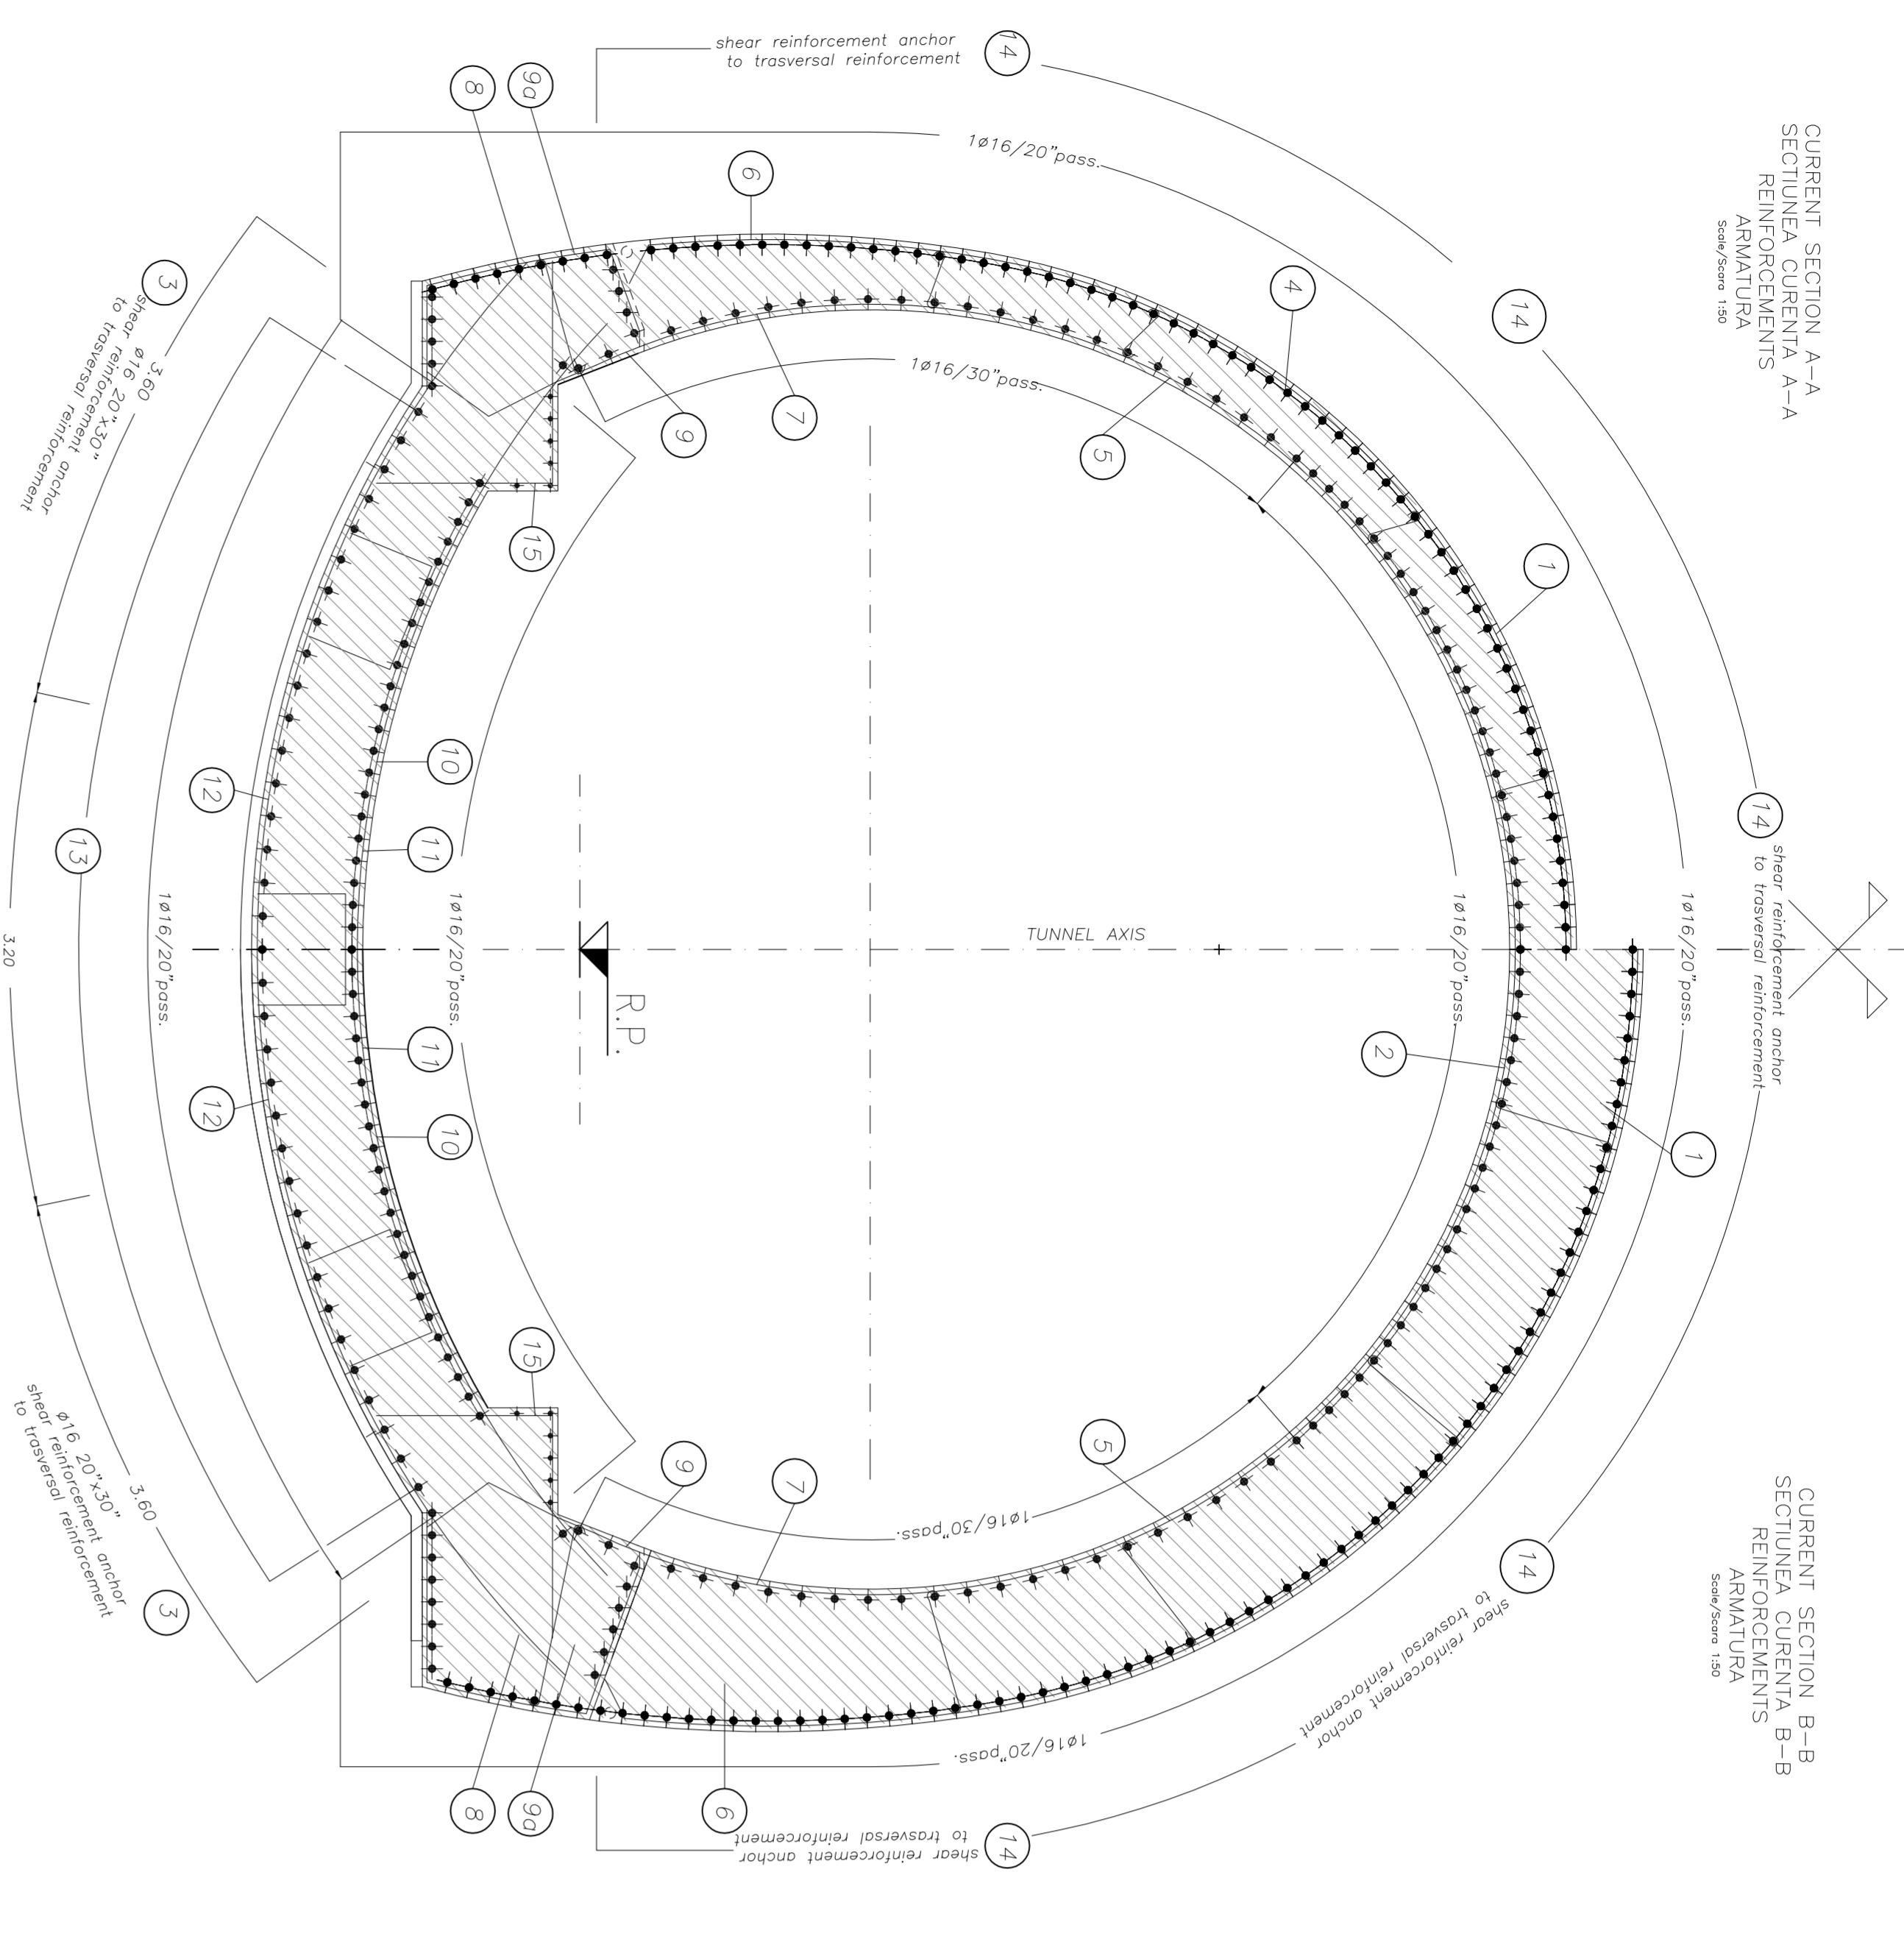 CURRENT SECTION A-A
SECTIUNEA CURENTA A-A
REINFORCEMENTS
ARMATURA
Scale/Scara 1:50
CURRENT SECTION B-B
SECTIUNEA CURENTA B-B
REINFORCEMENTS
ARMATURA
Scale/Scara 1:50
shear reinforcement anchor
to trasversal reinforcement
14
1ø16/20"pass.
8
9a
6
4
14
1
14
shear reinforcement anchor
to trasversal reinforcement
1ø16/20"pass.
1ø16/30"pass.
7
9
5
15
3
3.60
ø16 20"x30"
shear reinforcement anchor
to trasversal reinforcement
10
11
12
13
3.20
1ø16/20"pass.
1ø16/20"pass.
TUNNEL AXIS
R.P.
1ø16/20"pass.
2
1
11
10
12
15
9
7
5
1ø16/30"pass.
14
shear reinforcement anchor
to trasversal reinforcement
3.60
ø16 20"x30"
shear reinforcement anchor
to trasversal reinforcement
3
8
9a
6
1ø16/20"pass.
shear reinforcement anchor
to trasversal reinforcement
14